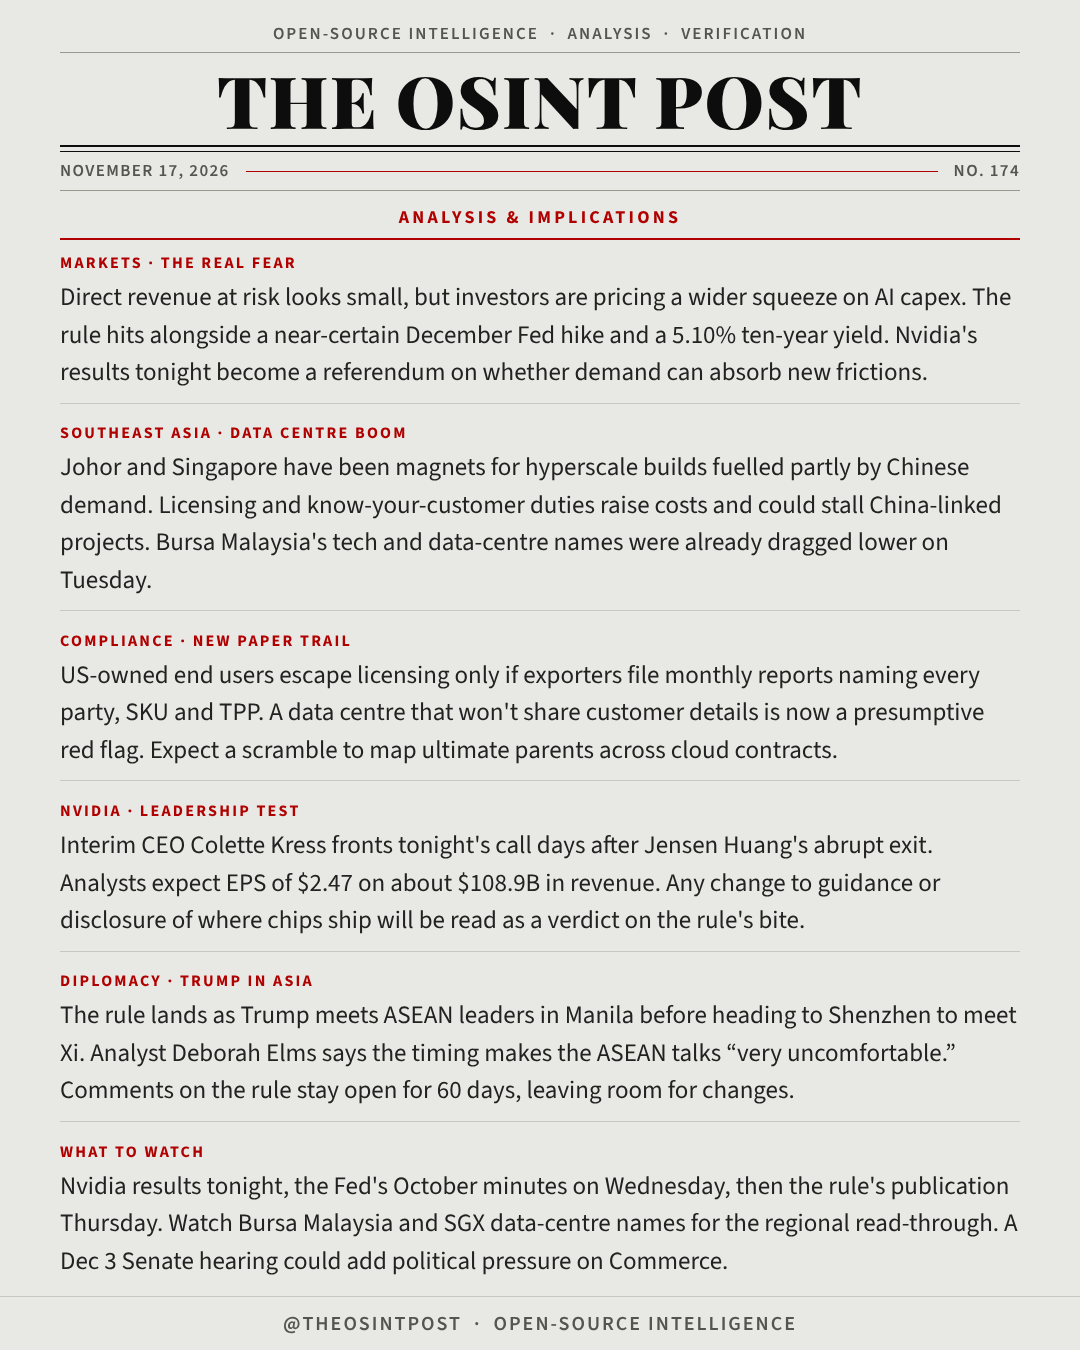 OPEN-SOURCE INTELLIGENCE · ANALYSIS · VERIFICATION
THE OSINT POST
NOVEMBER 17, 2026
NO. 174
ANALYSIS & IMPLICATIONS
MARKETS · THE REAL FEAR
Direct revenue at risk looks small, but investors are pricing a wider squeeze on AI capex. The
rule hits alongside a near-certain December Fed hike and a 5.10% ten-year yield. Nvidia's
results tonight become a referendum on whether demand can absorb new frictions.
SOUTHEAST ASIA · DATA CENTRE BOOM
Johor and Singapore have been magnets for hyperscale builds fuelled partly by Chinese
demand. Licensing and know-your-customer duties raise costs and could stall China-linked
projects. Bursa Malaysia's tech and data-centre names were already dragged lower on
Tuesday.
COMPLIANCE · NEW PAPER TRAIL
US-owned end users escape licensing only if exporters file monthly reports naming every
party, SKU and TPP. A data centre that won't share customer details is now a presumptive
red flag. Expect a scramble to map ultimate parents across cloud contracts.
NVIDIA · LEADERSHIP TEST
Interim CEO Colette Kress fronts tonight's call days after Jensen Huang's abrupt exit.
Analysts expect EPS of $2.47 on about $108.9B in revenue. Any change to guidance or
disclosure of where chips ship will be read as a verdict on the rule's bite.
DIPLOMACY · TRUMP IN ASIA
The rule lands as Trump meets ASEAN leaders in Manila before heading to Shenzhen to meet
Xi. Analyst Deborah Elms says the timing makes the ASEAN talks “very uncomfortable.”
Comments on the rule stay open for 60 days, leaving room for changes.
WHAT TO WATCH
Nvidia results tonight, the Fed's October minutes on Wednesday, then the rule's publication
Thursday. Watch Bursa Malaysia and SGX data-centre names for the regional read-through. A
Dec 3 Senate hearing could add political pressure on Commerce.
@THEOSINTPOST · OPEN-SOURCE INTELLIGENCE